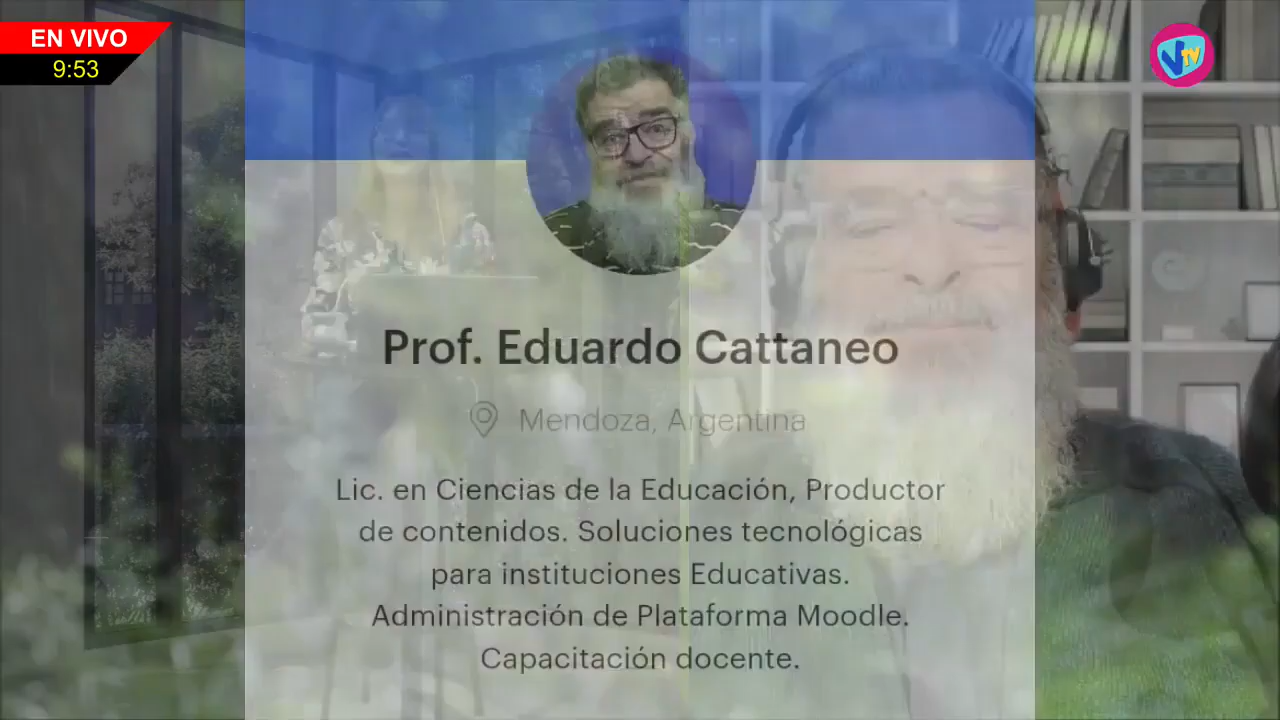 EN VIVO
9:53
V TV
Prof. Eduardo Cattaneo
Mendoza, Argentina
Lic. en Ciencias de la Educación, Productor
de contenidos. Soluciones tecnológicas
para instituciones Educativas.
Administración de Plataforma Moodle.
Capacitación docente.